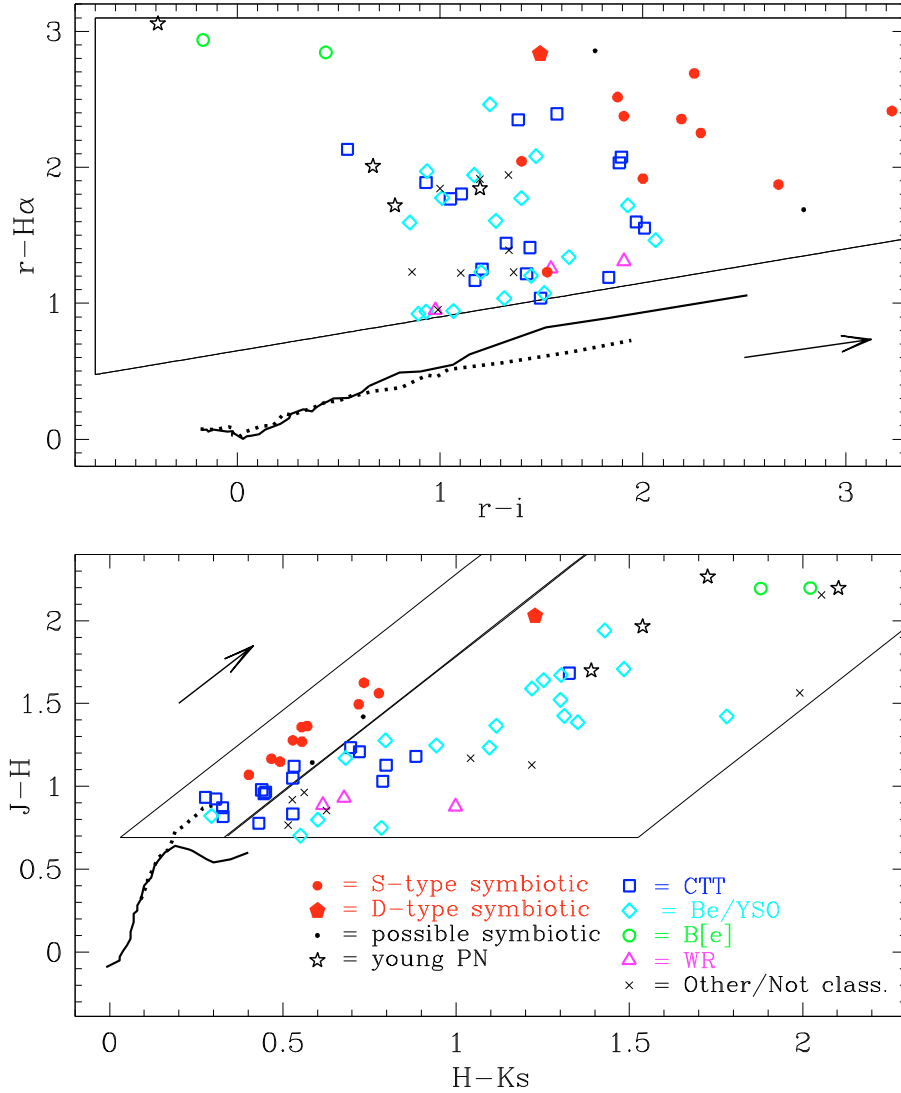 3
2
1
0
r-Hα
0
1
2
3
r-i
2
1.5
1
0.5
0
J-H
= S-type symbiotic
= D-type symbiotic
= possible symbiotic
= young PN
= CTT
= Be/YSO
= B[e]
= WR
= Other/Not class.
0
0.5
1
1.5
2
H-Ks